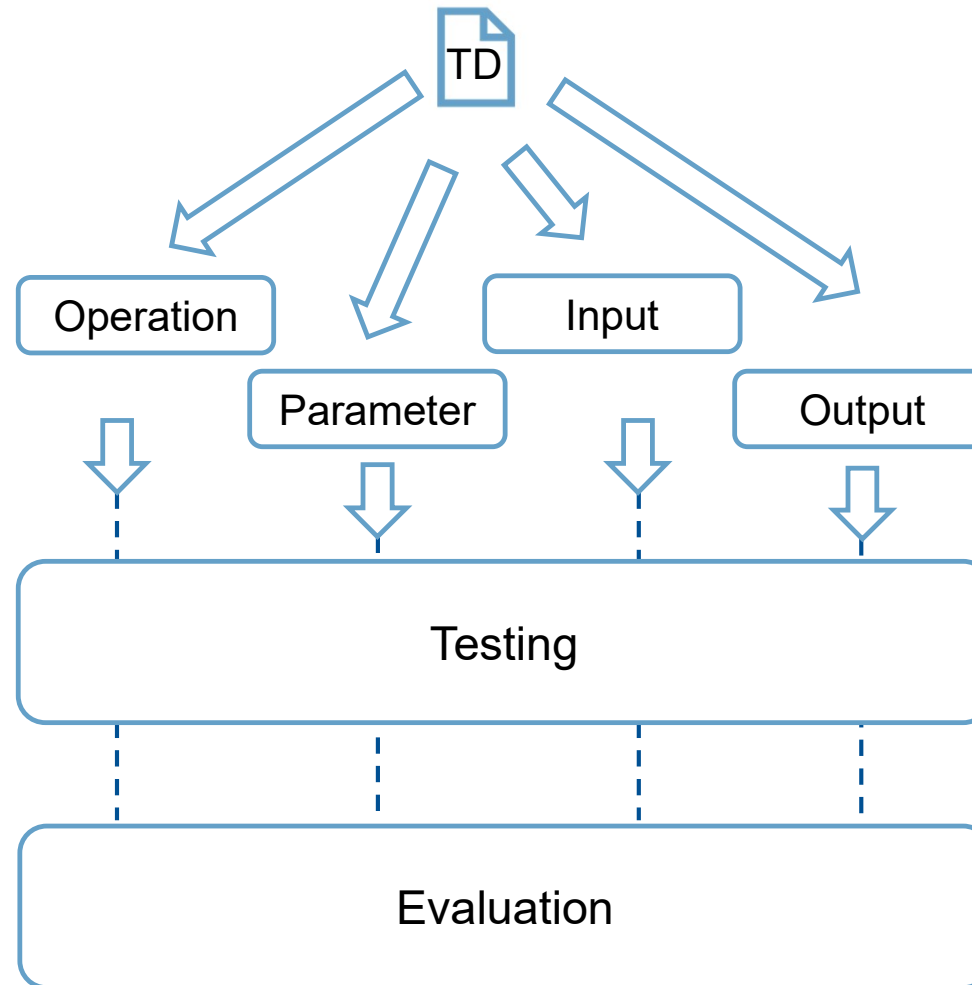 TD
Operation
Input
Parameter
Output
Testing
Evaluation